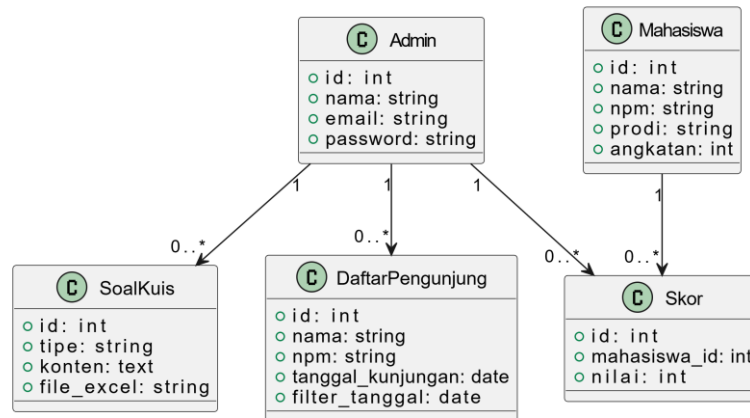 C Admin
id: int
nama: string
email: string
password: string
C Mahasiswa
id: int
nama: string
npm: string
prodi: string
angkatan: int
1
1
1
1
0..*
0..*
0..*
0..*
C SoalKuis
id: int
tipe: string
konten: text
file_excel: string
C DaftarPengunjung
id: int
nama: string
npm: string
tanggal_kunjungan: date
filter_tanggal: date
C Skor
id: int
mahasiswa_id: int
nilai: int